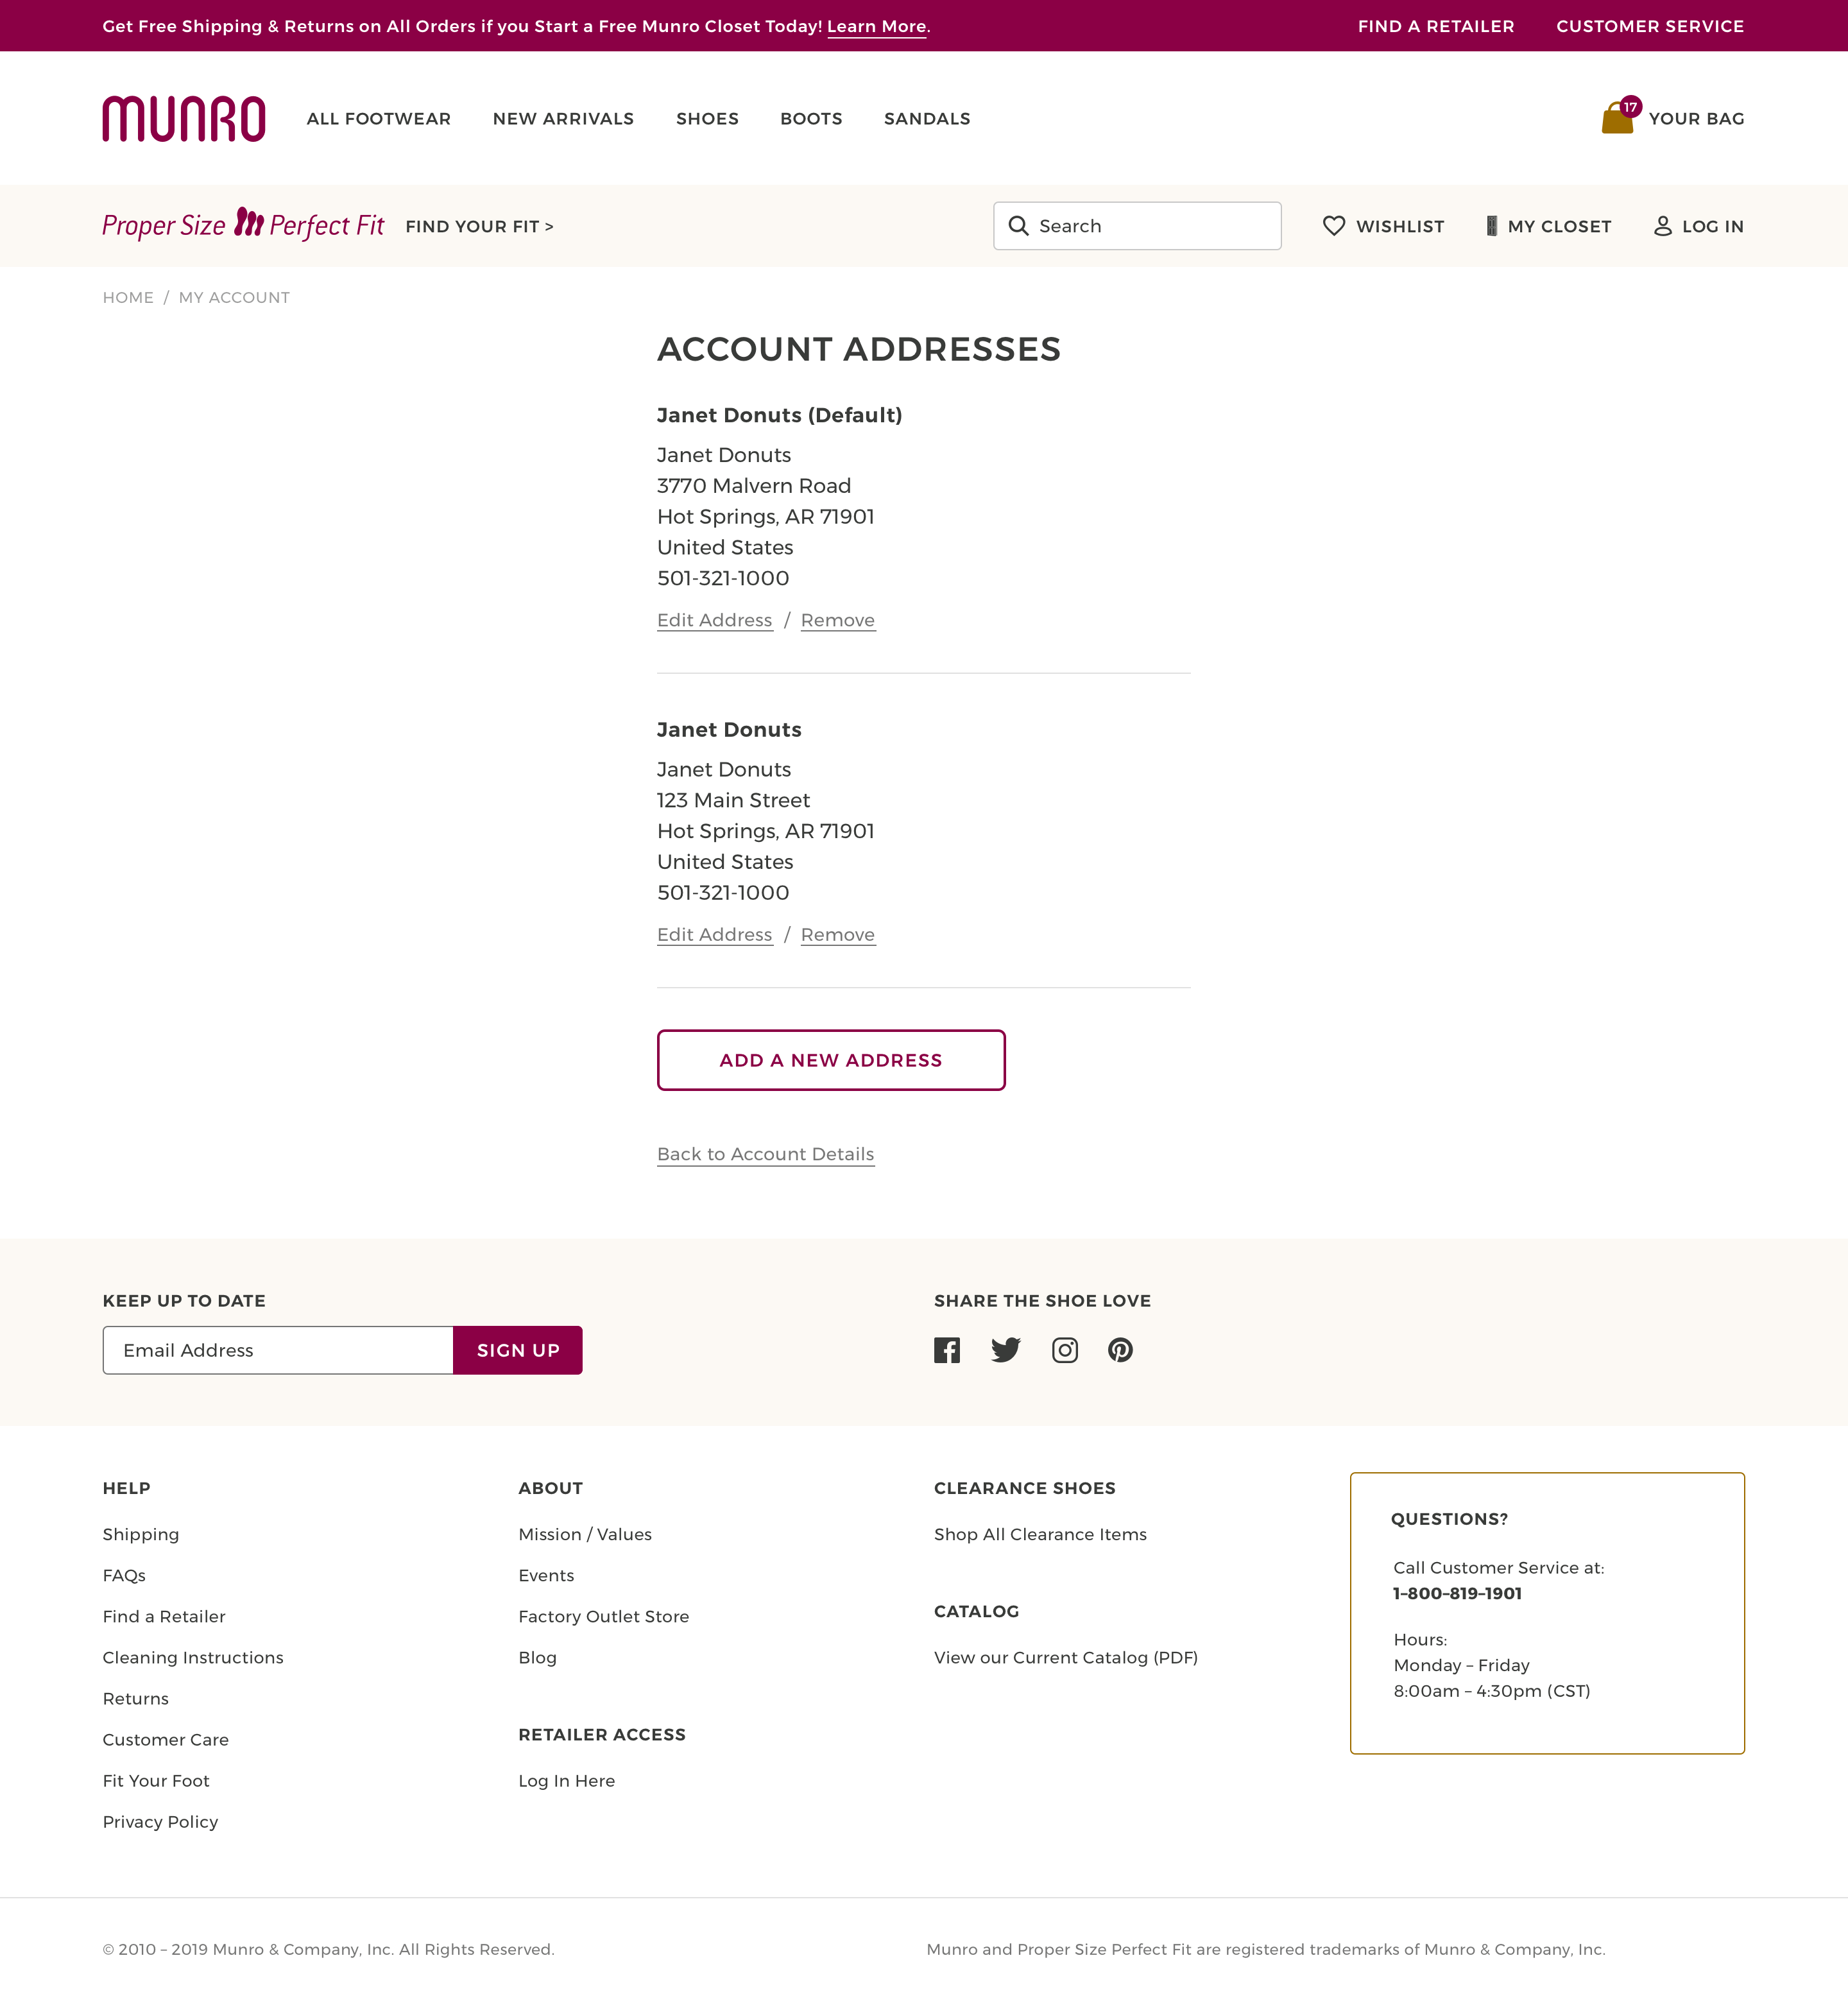 Get Free Shipping & Returns on All Orders if you Start a Free Munro Closet Today! Learn More.
FIND A RETAILER
CUSTOMER SERVICE
MUNRO
ALL FOOTWEAR
NEW ARRIVALS
SHOES
BOOTS
SANDALS
17
YOUR BAG
Proper Size Perfect Fit
FIND YOUR FIT >
Search
WISHLIST
MY CLOSET
LOG IN
HOME / MY ACCOUNT
ACCOUNT ADDRESSES
Janet Donuts (Default)
Janet Donuts
3770 Malvern Road
Hot Springs, AR 71901
United States
501-321-1000
Edit Address / Remove
Janet Donuts
Janet Donuts
123 Main Street
Hot Springs, AR 71901
United States
501-321-1000
Edit Address / Remove
ADD A NEW ADDRESS
Back to Account Details
KEEP UP TO DATE
Email Address
SIGN UP
SHARE THE SHOE LOVE
HELP
Shipping
FAQs
Find a Retailer
Cleaning Instructions
Returns
Customer Care
Fit Your Foot
Privacy Policy
ABOUT
Mission / Values
Events
Factory Outlet Store
Blog
RETAILER ACCESS
Log In Here
CLEARANCE SHOES
Shop All Clearance Items
CATALOG
View our Current Catalog (PDF)
QUESTIONS?
Call Customer Service at:
1-800-819-1901
Hours:
Monday – Friday
8:00am – 4:30pm (CST)
© 2010 – 2019 Munro & Company, Inc. All Rights Reserved.
Munro and Proper Size Perfect Fit are registered trademarks of Munro & Company, Inc.